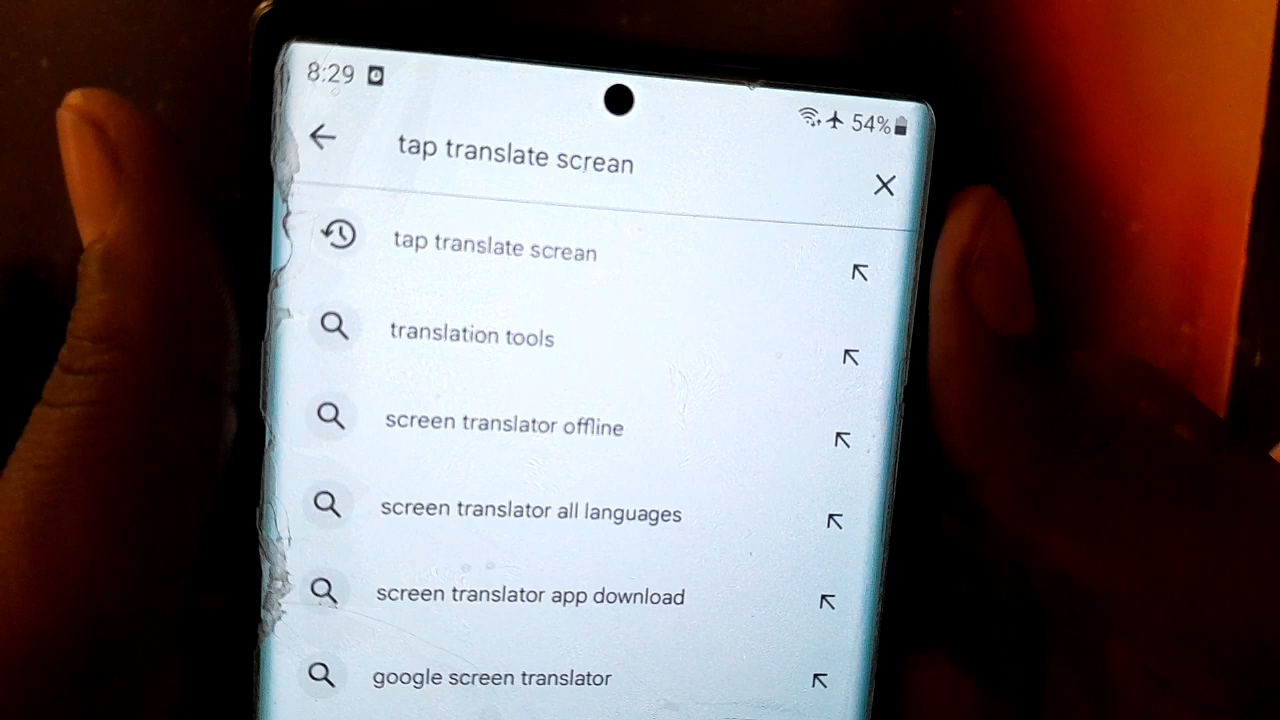 8:29
54%
tap translate screan
tap translate screan
translation tools
screen translator offline
screen translator all languages
screen translator app download
google screen translator